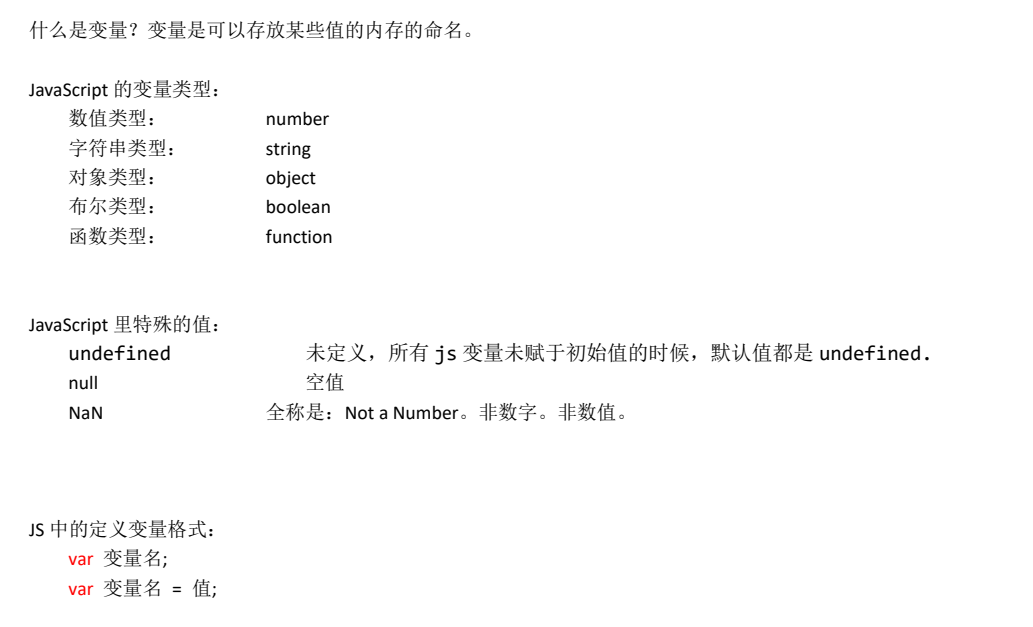 什么是变量？变量是可以存放某些值的内存的命名。
JavaScript 的变量类型：
数值类型： number
字符串类型： string
对象类型： object
布尔类型： boolean
函数类型： function
JavaScript 里特殊的值：
undefined 未定义，所有 js 变量未赋于初始值的时候，默认值都是 undefined.
null 空值
NaN 全称是：Not a Number。非数字。非数值。
JS 中的定义变量格式：
var 变量名;
var 变量名 = 值;